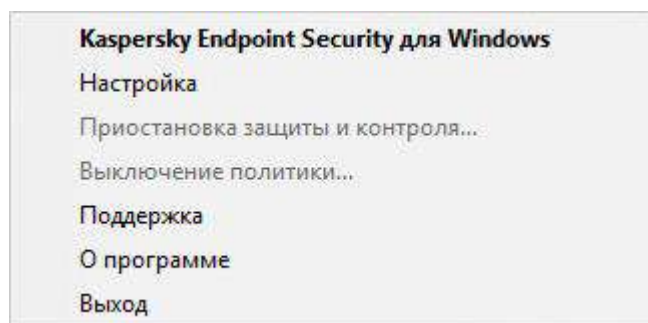 Kaspersky Endpoint Security для Windows
Настройка
Приостановка защиты и контроля...
Выключение политики...
Поддержка
О программе
Выход